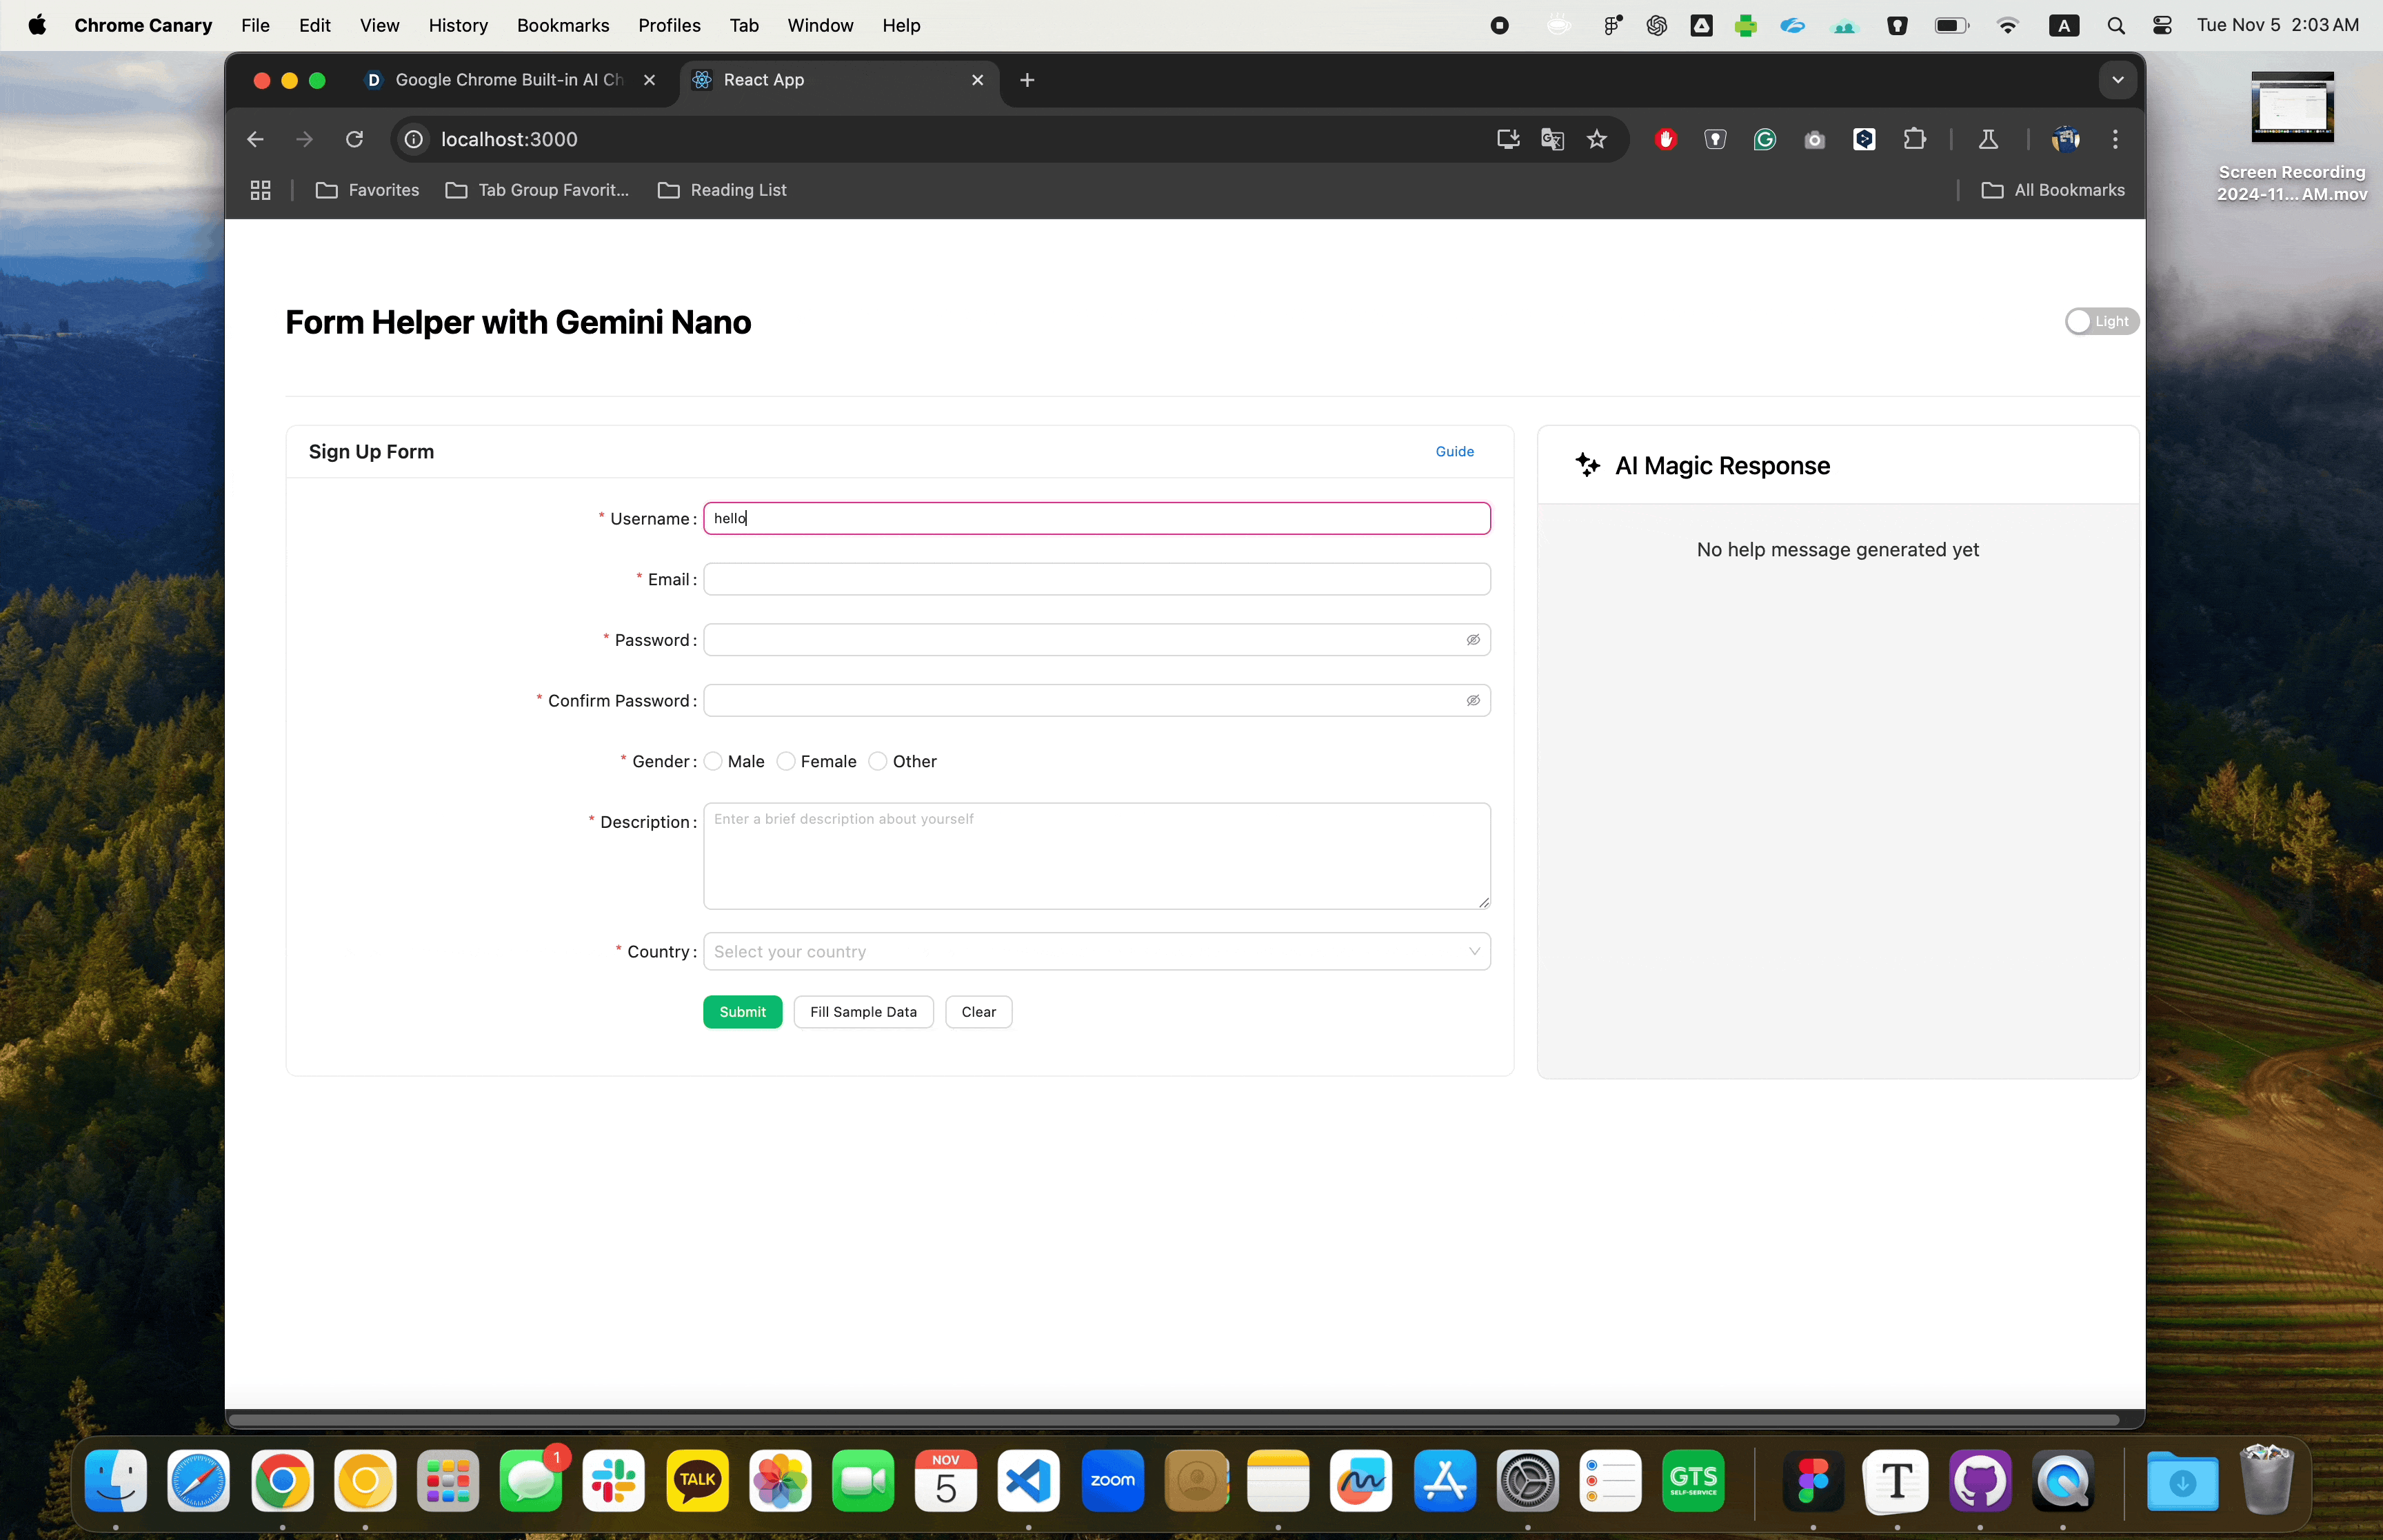 Chrome Canary File Edit View History Bookmarks Profiles Tab Window Help A Tue Nov 5 2:03 AM
D Google Chrome Built-in AI Ch React App
localhost:3000
Favorites Tab Group Favorit... Reading List All Bookmarks
Screen Recording
2024-11... AM.mov
Form Helper with Gemini Nano
Light
Sign Up Form Guide
* Username : hello
* Email :
* Password :
* Confirm Password :
* Gender : Male Female Other
* Description : Enter a brief description about yourself
* Country : Select your country
Submit Fill Sample Data Clear
AI Magic Response
No help message generated yet
1 TALK NOV 5 zoom GTS SELF-SERVICE T